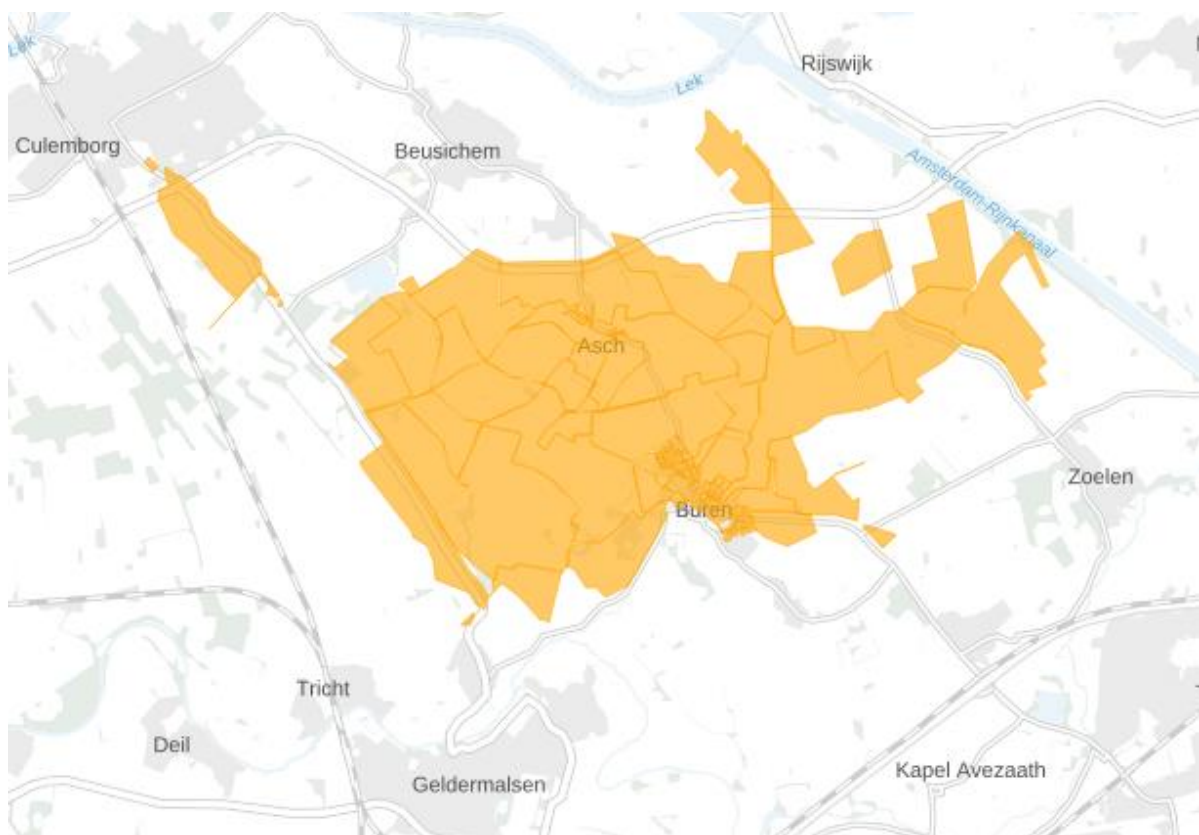 Lek
Rijswijk
Lek
Culemborg
Beusichem
Amsterdam-Rijnkanaal
Asch
Zoelen
Buren
Tricht
Deil
Kapel Avezaath
Geldermalsen